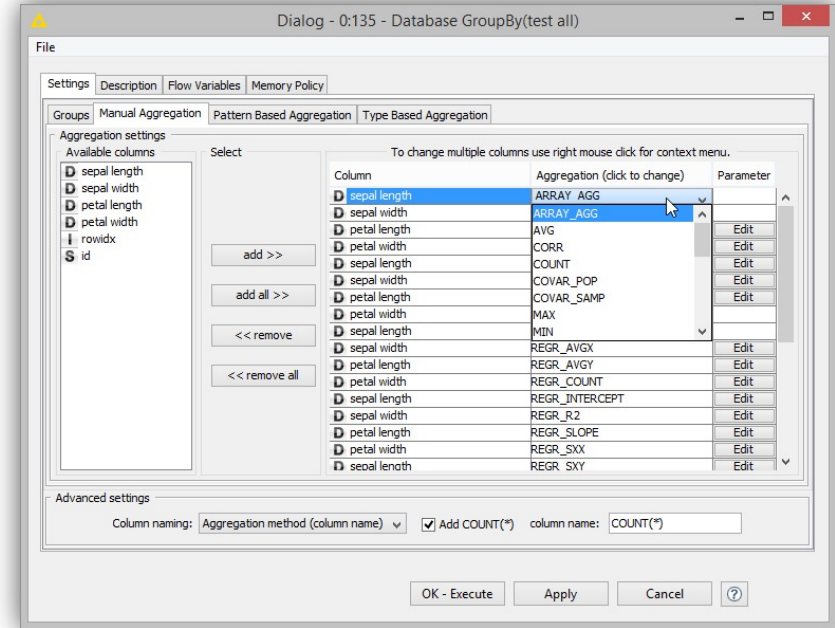 Dialog - 0:135 - Database GroupBy(test all)
File
Settings Description Flow Variables Memory Policy
Groups Manual Aggregation Pattern Based Aggregation Type Based Aggregation
Aggregation settings
Available columns
D sepal length
D sepal width
D petal length
D petal width
I rowidx
S id
Select
add >>
add all >>
<< remove
<< remove all
To change multiple columns use right mouse click for context menu.
Column Aggregation (click to change) Parameter
D sepal length ARRAY_AGG
D sepal width ARRAY_AGG
D petal length AVG Edit
D petal width CORR Edit
D sepal length COUNT Edit
D sepal width COVAR_POP Edit
D petal length COVAR_SAMP Edit
D petal width MAX
D sepal length MIN
D sepal width REGR_AVGX Edit
D petal length REGR_AVGY Edit
D petal width REGR_COUNT Edit
D sepal length REGR_INTERCEPT Edit
D sepal width REGR_R2 Edit
D petal length REGR_SLOPE Edit
D petal width REGR_SXX Edit
D sepal length REGR_SXY Edit
Advanced settings
Column naming: Aggregation method (column name) Add COUNT(*) column name: COUNT(*)
OK - Execute Apply Cancel ?